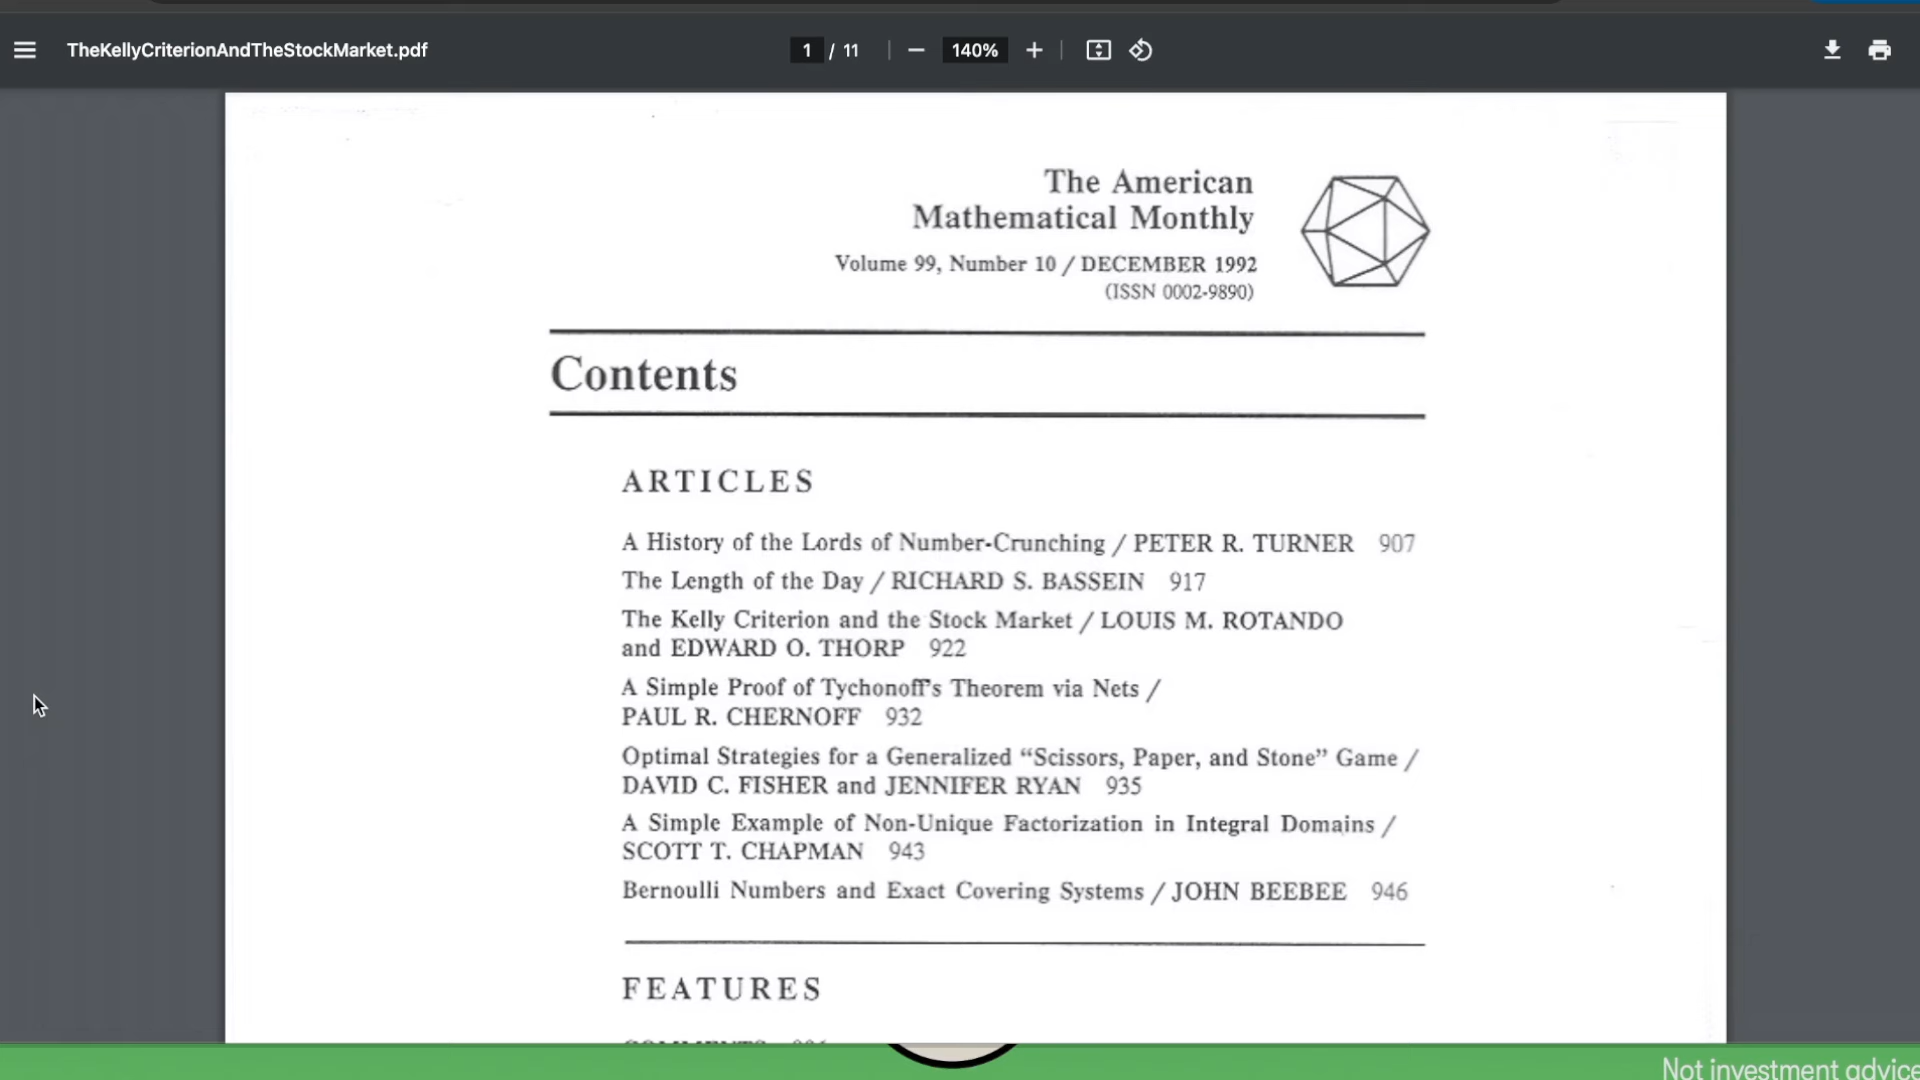 TheKellyCriterionAndTheStockMarket.pdf
1 / 11
140%
The American
Mathematical Monthly
Volume 99, Number 10 / DECEMBER 1992
(ISSN 0002-9890)
Contents
ARTICLES
A History of the Lords of Number-Crunching / PETER R. TURNER 907
The Length of the Day / RICHARD S. BASSEIN 917
The Kelly Criterion and the Stock Market / LOUIS M. ROTANDO
and EDWARD O. THORP 922
A Simple Proof of Tychonoff's Theorem via Nets /
PAUL R. CHERNOFF 932
Optimal Strategies for a Generalized “Scissors, Paper, and Stone” Game /
DAVID C. FISHER and JENNIFER RYAN 935
A Simple Example of Non-Unique Factorization in Integral Domains /
SCOTT T. CHAPMAN 943
Bernoulli Numbers and Exact Covering Systems / JOHN BEEBEE 946
FEATURES
Not investment advice